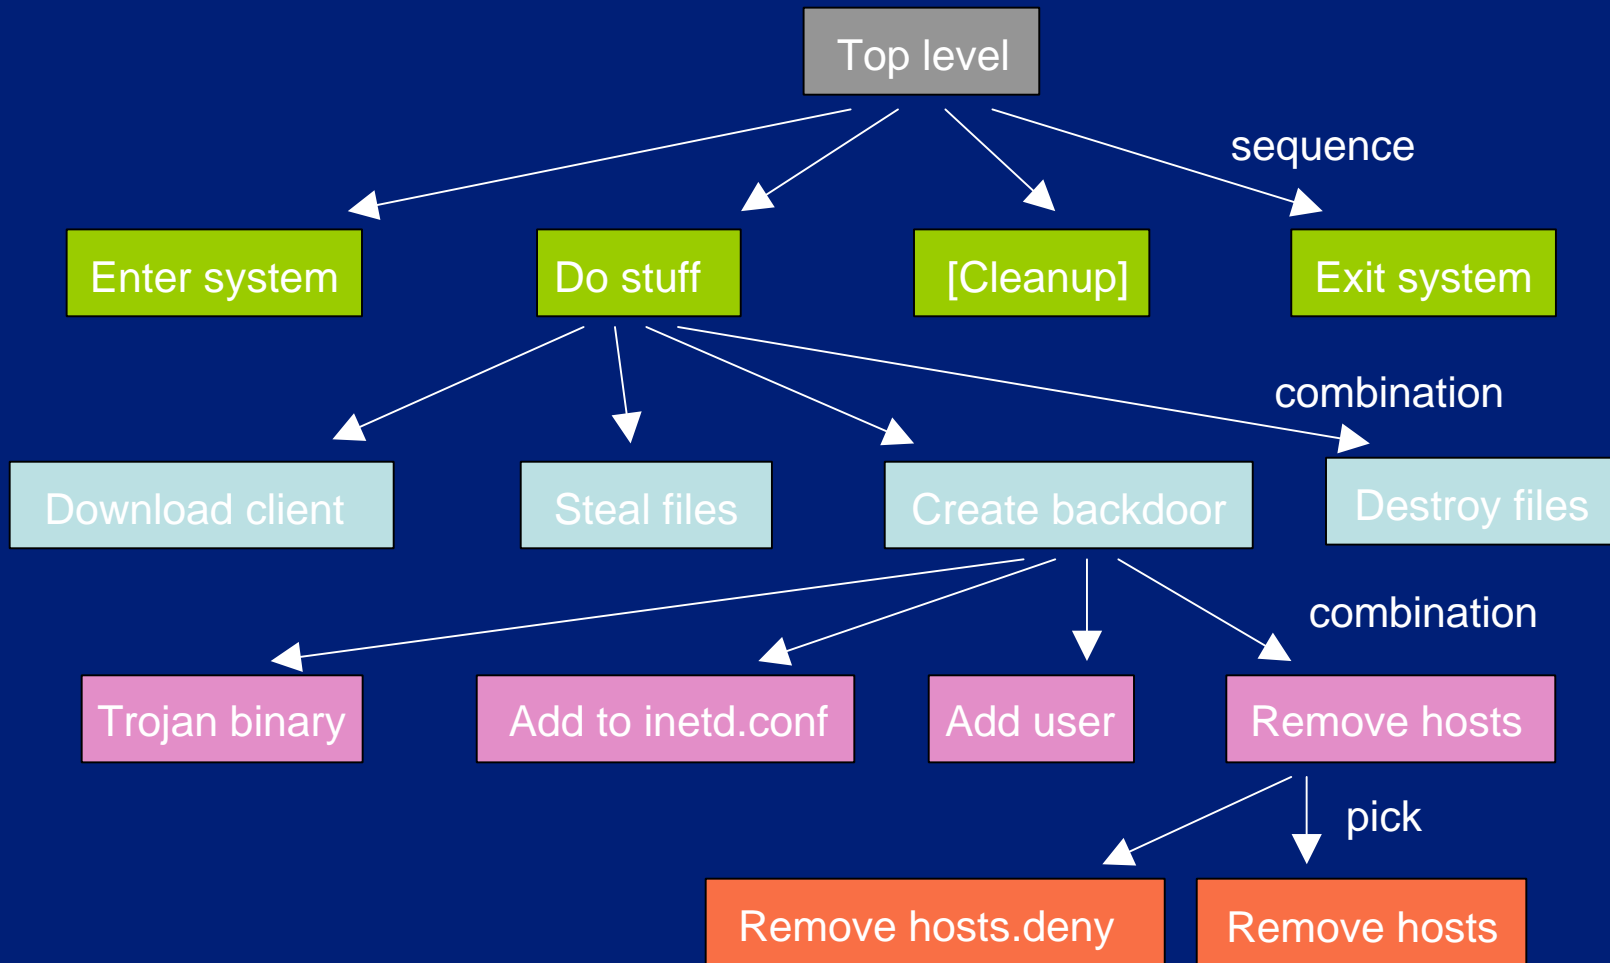 Top level
sequence
Enter system
Do stuff
[Cleanup]
Exit system
combination
Download client
Steal files
Create backdoor
Destroy files
combination
Trojan binary
Add to inetd.conf
Add user
Remove hosts
pick
Remove hosts.deny
Remove hosts